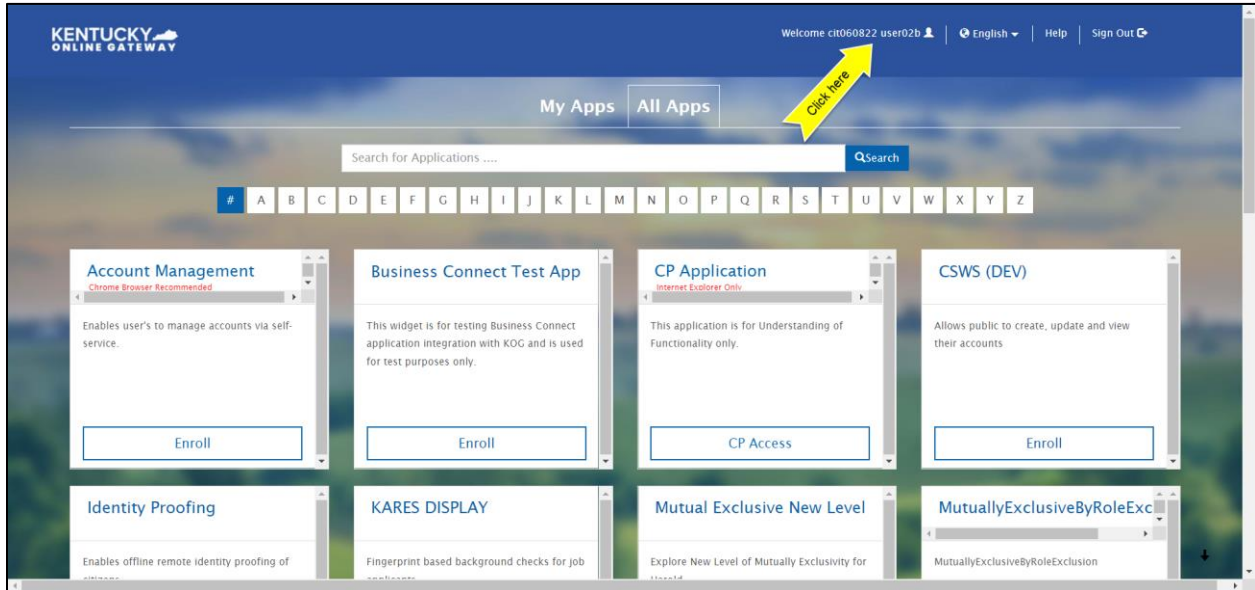 KENTUCKY
ONLINE GATEWAY
Welcome cit060822 user02b
English
Help
Sign Out
Click here
My Apps
All Apps
Search for Applications ....
Search
# A B C D E F G H I J K L M N O P Q R S T U V W X Y Z
Account Management
Chrome Browser Recommended
Enables user's to manage accounts via self-
service.
Enroll
Business Connect Test App
This widget is for testing Business Connect
application integration with KOG and is used
for test purposes only.
Enroll
CP Application
Internet Explorer Only
This application is for Understanding of
Functionality only.
CP Access
CSWS (DEV)
Allows public to create, update and view
their accounts
Enroll
Identity Proofing
Enables offline remote identity proofing of
KARES DISPLAY
Fingerprint based background checks for job
Mutual Exclusive New Level
Explore New Level of Mutually Exclusivity for
MutuallyExclusiveByRoleExc
MutuallyExclusiveByRoleExclusion